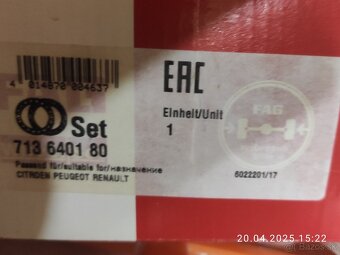 4 014870 004637
EAC
Set
Einheit/Unit
1
FAG
713 6401 80
Passend für/suitable for/назначение
CITROEN PEUGEOT RENAULT
6022201/17
20.04.2025 15:22